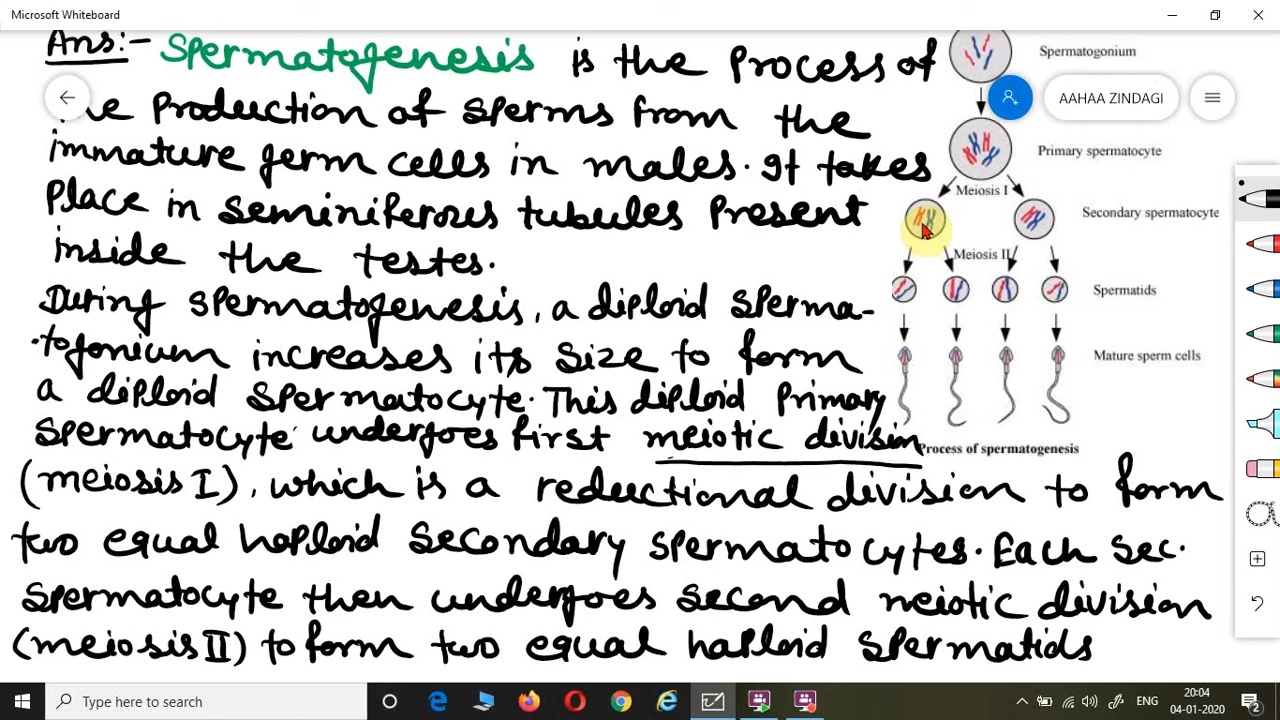 Microsoft Whiteboard
Ans:- Spermatogenesis is the Process of
the Production of sperms from the
immature germ cells in males. It takes
Place in seminiferous tubules Present
inside the testes.
During spermatogenesis, a diploid sperma-
-togonium increases its size to form
a diploid spermatocyte. This diploid Primary
spermatocyte undergoes first meiotic division
(meiosis I), which is a reductional division to form
two equal haploid secondary spermatocytes. Each sec.
spermatocyte then undergoes second meiotic division
(meiosis II) to form two equal haploid spermatids
Spermatogonium
AAHAA ZINDAGI
Primary spermatocyte
Meiosis I
Secondary spermatocyte
Meiosis II
Spermatids
Mature sperm cells
Process of spermatogenesis
Type here to search
ENG
20:04
04-01-2020
2